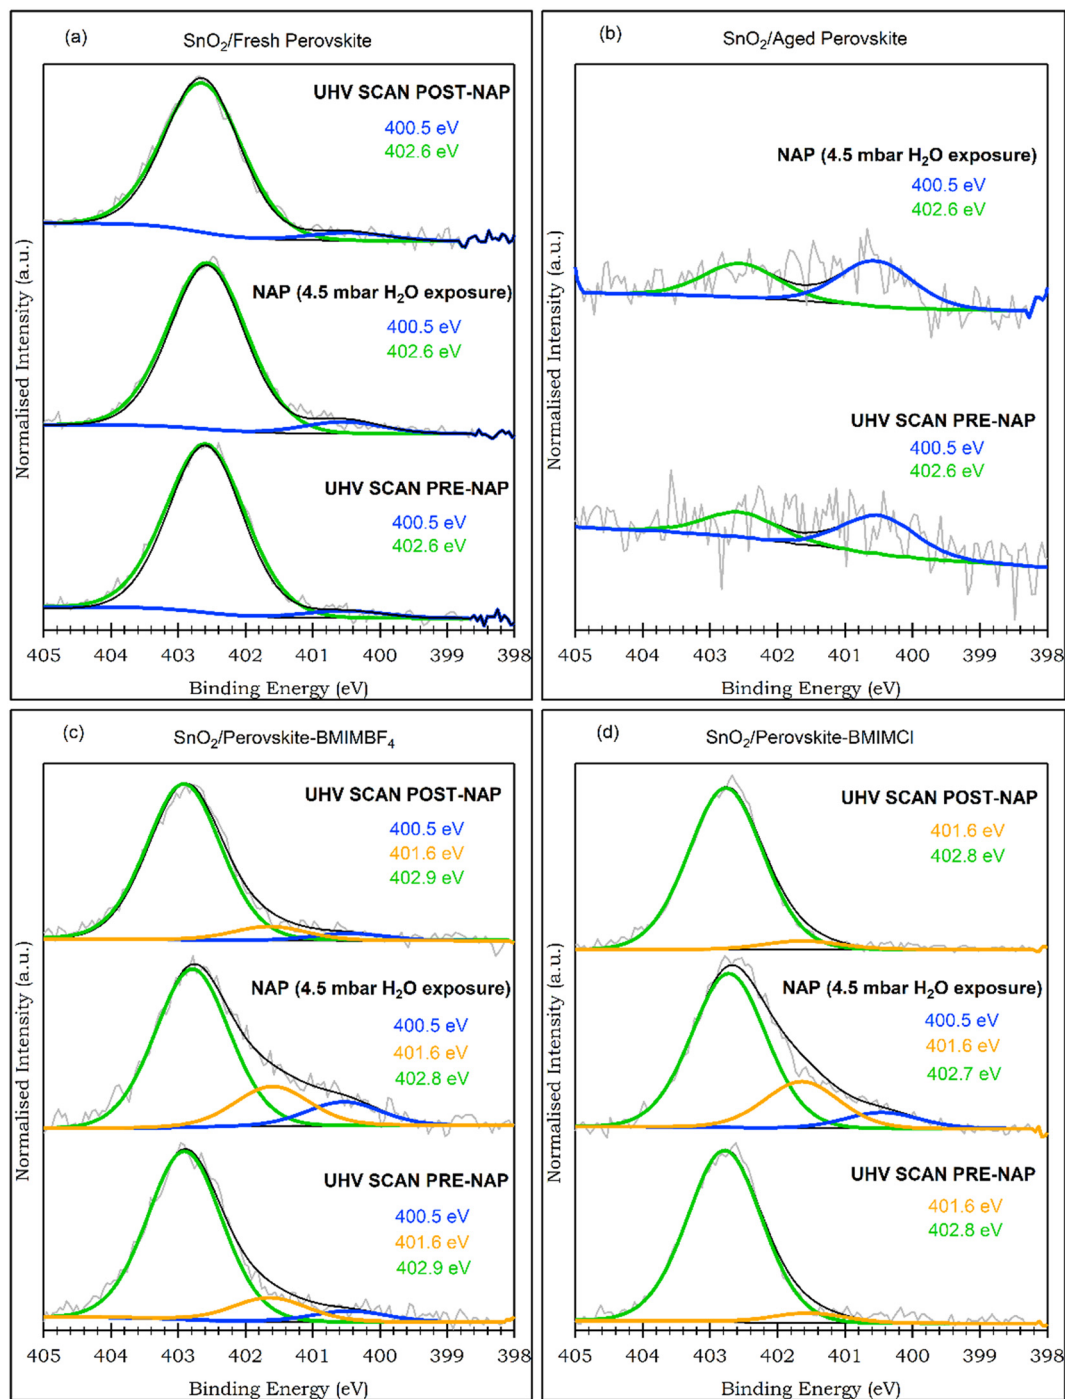 (a)
SnO₂/Fresh Perovskite
UHV SCAN POST-NAP
400.5 eV
402.6 eV
NAP (4.5 mbar H₂O exposure)
400.5 eV
402.6 eV
UHV SCAN PRE-NAP
400.5 eV
402.6 eV
Normalised Intensity (a.u.)
405 404 403 402 401 400 399 398
Binding Energy (eV)
(b)
SnO₂/Aged Perovskite
NAP (4.5 mbar H₂O exposure)
400.5 eV
402.6 eV
UHV SCAN PRE-NAP
400.5 eV
402.6 eV
Normalised Intensity (a.u.)
405 404 403 402 401 400 399 398
Binding Energy (eV)
(c)
SnO₂/Perovskite-BMIMBF₄
UHV SCAN POST-NAP
400.5 eV
401.6 eV
402.9 eV
NAP (4.5 mbar H₂O exposure)
400.5 eV
401.6 eV
402.8 eV
UHV SCAN PRE-NAP
400.5 eV
401.6 eV
402.9 eV
Normalised Intensity (a.u.)
405 404 403 402 401 400 399 398
Binding Energy (eV)
(d)
SnO₂/Perovskite-BMIMCl
UHV SCAN POST-NAP
401.6 eV
402.8 eV
NAP (4.5 mbar H₂O exposure)
400.5 eV
401.6 eV
402.7 eV
UHV SCAN PRE-NAP
401.6 eV
402.8 eV
Normalised Intensity (a.u.)
405 404 403 402 401 400 399 398
Binding Energy (eV)